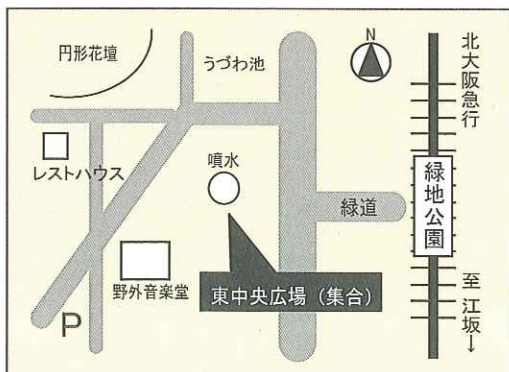 円形花壇
うづわ池
N
北大阪急行
レストハウス
噴水
緑道
緑地公園
野外音楽堂
東中央広場（集合）
P
至 江坂→